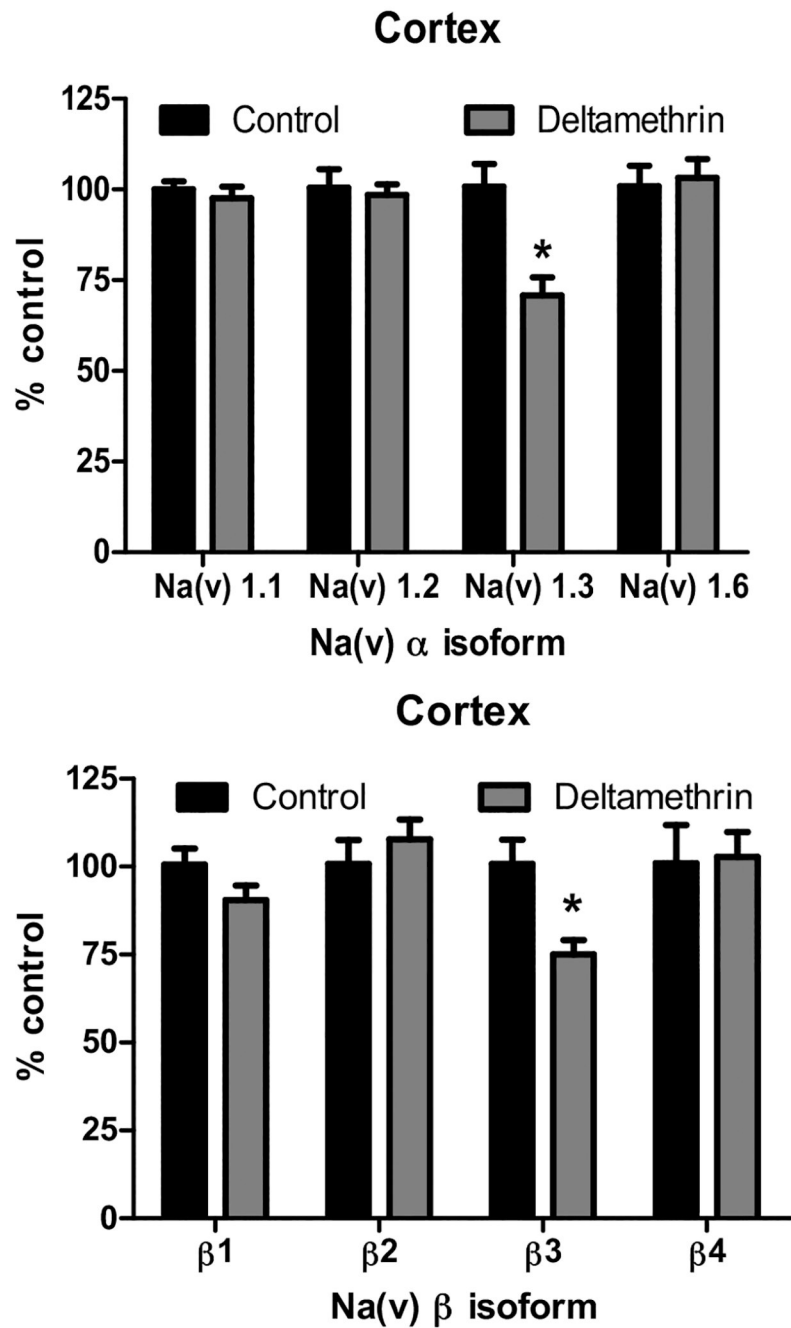 Cortex
125
Control
Deltamethrin
100
75
*
50
25
0
% control
Na(v) 1.1
Na(v) 1.2
Na(v) 1.3
Na(v) 1.6
Na(v) α isoform
Cortex
125
Control
Deltamethrin
100
75
*
50
25
0
% control
β1
β2
β3
β4
Na(v) β isoform